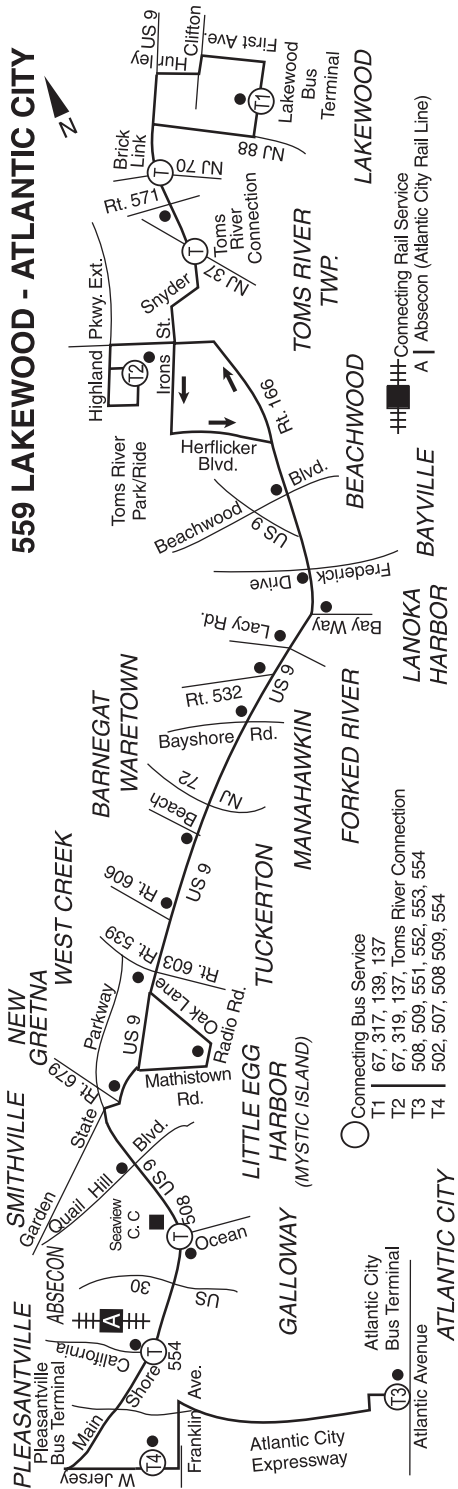 559 LAKEWOOD - ATLANTIC CITY
N
PLEASANTVILLE
Pleasantville
Bus Terminal
W Jersey
Main
Shore
T4
Franklin
Ave.
Atlantic City
Expressway
T3
Atlantic City
Bus Terminal
Atlantic Avenue
ATLANTIC CITY
ABSECON
California
A
T
554
US
30
Seaview
C.C
T
508
Ocean
GALLOWAY
SMITHVILLE
Garden
State
Parkway
Quail Hill
Blvd.
US 9
NEW
GRETNA
Rt. 679
US 9
Mathistown
Rd.
Radio Rd.
Oak Lane
LITTLE EGG
HARBOR
(MYSTIC ISLAND)
WEST CREEK
Rt. 539
Rt. 603
Rt. 606
US 9
TUCKERTON
BARNEGAT
WARETOWN
Beach
NJ
72
MANAHAWKIN
Bayshore
Rd.
Rt. 532
US 9
FORKED RIVER
Lacy Rd.
Bay Way
LANOKA
HARBOR
Frederick
Drive
BAYVILLE
Beachwood
Blvd.
US 9
BEACHWOOD
Toms River
Park/Ride
Highland
Pkwy. Ext.
T2
Irons
St.
Herflicker
Blvd.
Rt. 166
Snyder
TOMS RIVER
TWP.
T
Toms
River
Connection
NJ 37
Rt. 571
Brick
Link
T
NJ 70
NJ 88
US 9
Hurley
Clifton
First Ave.
T1
Lakewood
Bus
Terminal
LAKEWOOD
Connecting Bus Service
T1 67, 317, 139, 137
T2 67, 319, 137, Toms River Connection
T3 508, 509, 551, 552, 553, 554
T4 502, 507, 508 509, 554
Connecting Rail Service
A Absecon (Atlantic City Rail Line)